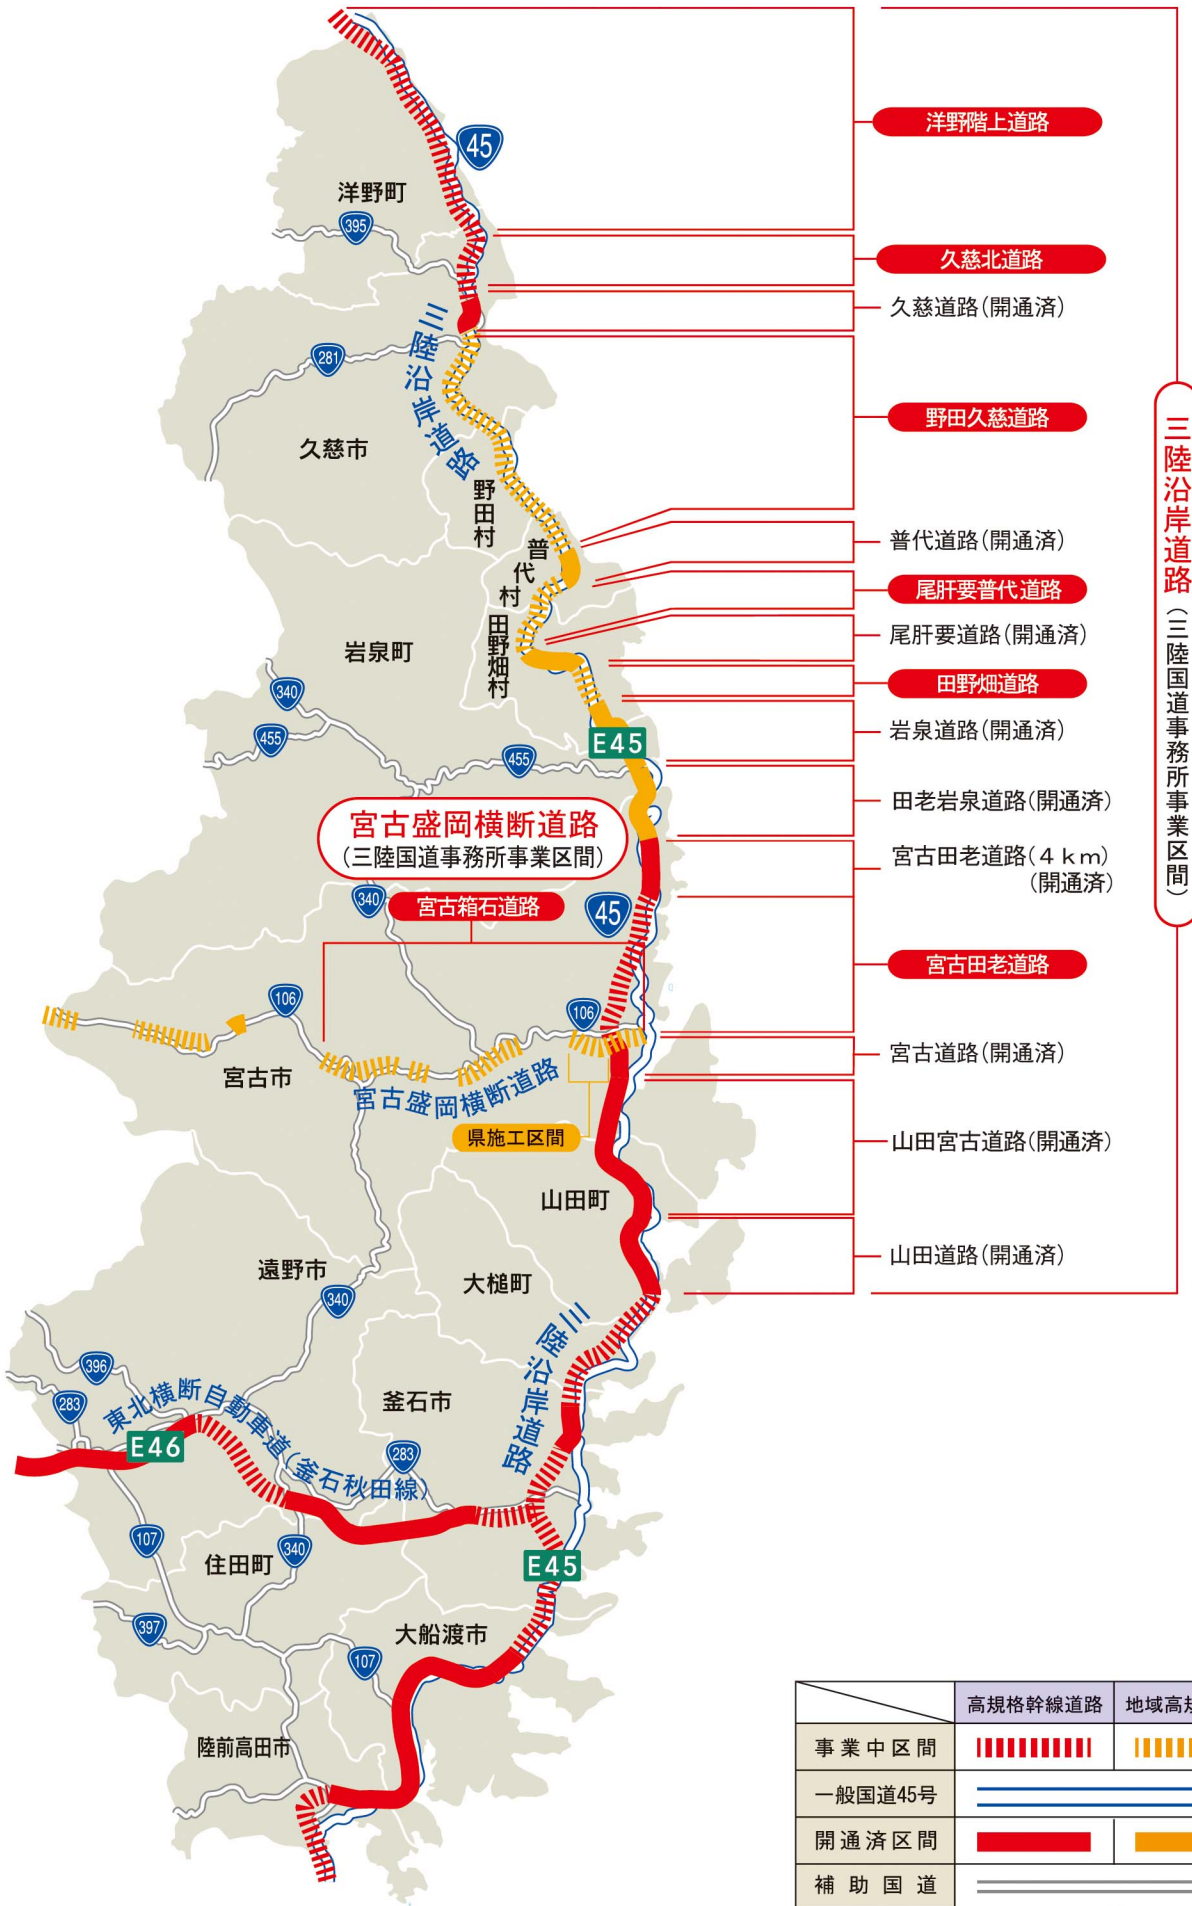 45
洋野階上道路
洋野町
395
久慈北道路
久慈道路(開通済)
三陸沿岸道路
281
久慈市
野田久慈道路
三陸沿岸道路(三陸国道事務所事業区間)
野田村
普代村
普代道路(開通済)
尾肝要普代道路
田野畑村
尾肝要道路(開通済)
岩泉町
340
田野畑道路
455
E45
岩泉道路(開通済)
455
田老岩泉道路(開通済)
宮古盛岡横断道路
(三陸国道事務所事業区間)
宮古田老道路(4km)
(開通済)
340
宮古箱石道路
45
宮古田老道路
106
106
宮古道路(開通済)
宮古市
宮古盛岡横断道路
県施工区間
山田宮古道路(開通済)
山田町
山田道路(開通済)
遠野市
大槌町
340
三陸沿岸道路
396
283
釜石市
東北横断自動車道(釜石秋田線)
E46
283
107
340
住田町
E45
397
大船渡市
107
陸前高田市
高規格幹線道路
地域高規
事業中区間
一般国道45号
開通済区間
補助国道